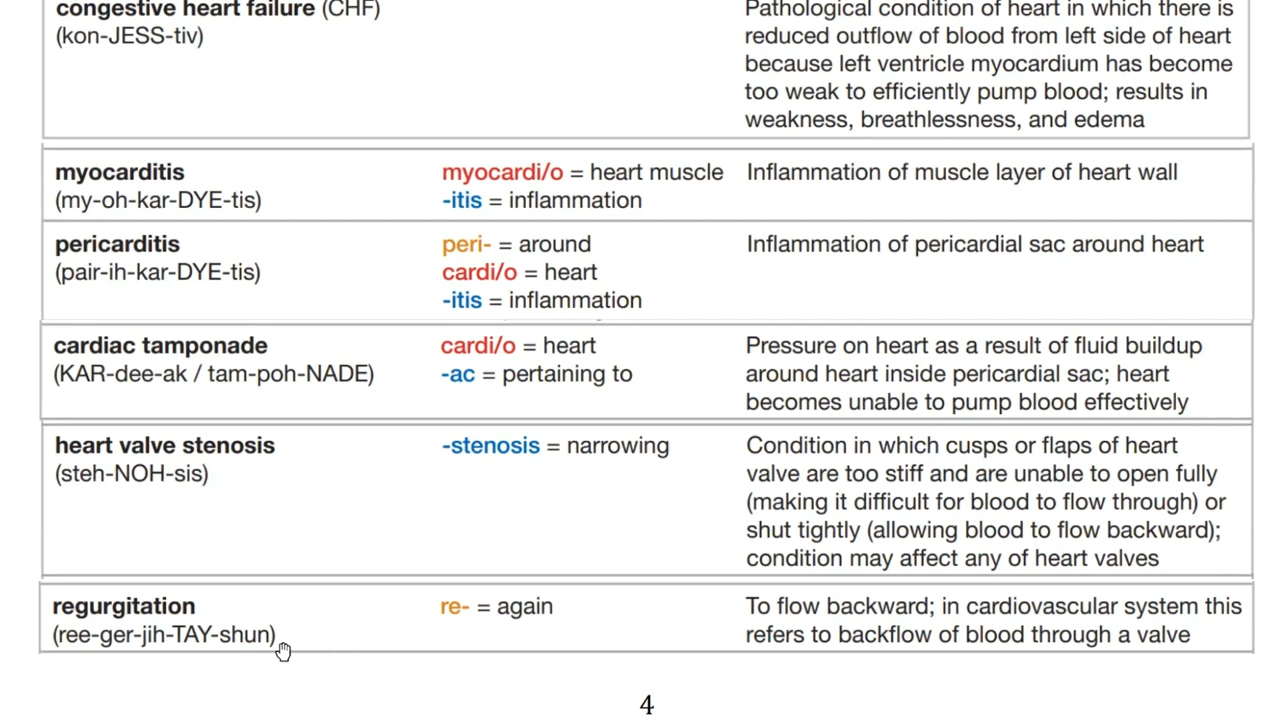 congestive heart failure (CHF)
(kon-JESS-tiv)
Pathological condition of heart in which there is
reduced outflow of blood from left side of heart
because left ventricle myocardium has become
too weak to efficiently pump blood; results in
weakness, breathlessness, and edema
myocarditis
(my-oh-kar-DYE-tis)
myocardi/o = heart muscle
-itis = inflammation
Inflammation of muscle layer of heart wall
pericarditis
(pair-ih-kar-DYE-tis)
peri- = around
cardi/o = heart
-itis = inflammation
Inflammation of pericardial sac around heart
cardiac tamponade
(KAR-dee-ak / tam-poh-NADE)
cardi/o = heart
-ac = pertaining to
Pressure on heart as a result of fluid buildup
around heart inside pericardial sac; heart
becomes unable to pump blood effectively
heart valve stenosis
(steh-NOH-sis)
-stenosis = narrowing
Condition in which cusps or flaps of heart
valve are too stiff and are unable to open fully
(making it difficult for blood to flow through) or
shut tightly (allowing blood to flow backward);
condition may affect any of heart valves
regurgitation
(ree-ger-jih-TAY-shun)
re- = again
To flow backward; in cardiovascular system this
refers to backflow of blood through a valve
4